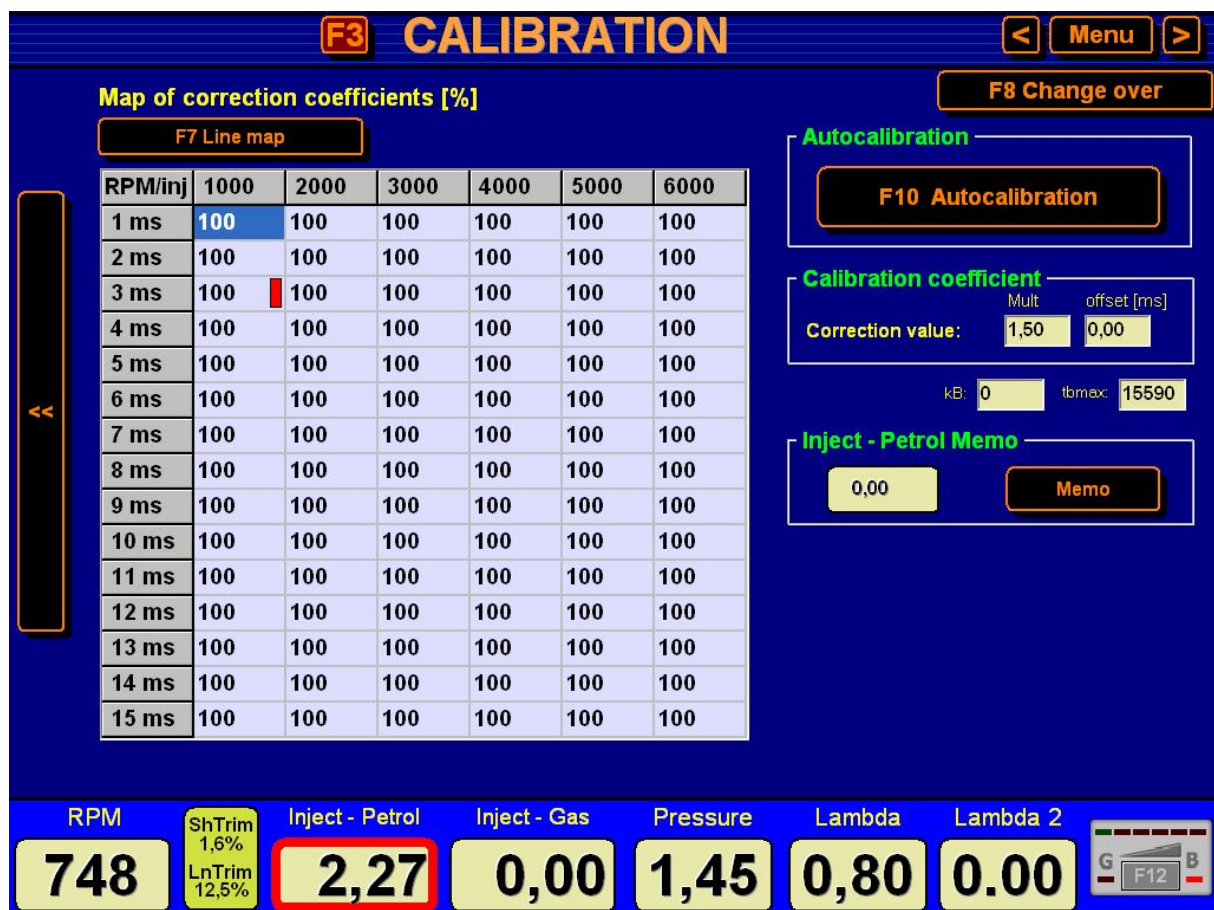 F3 CALIBRATION < Menu >
Map of correction coefficients [%]
F8 Change over
F7 Line map
Autocalibration
F10 Autocalibration
RPM/inj 1000 2000 3000 4000 5000 6000
1 ms 100 100 100 100 100 100
2 ms 100 100 100 100 100 100
3 ms 100 100 100 100 100 100
4 ms 100 100 100 100 100 100
5 ms 100 100 100 100 100 100
6 ms 100 100 100 100 100 100
7 ms 100 100 100 100 100 100
8 ms 100 100 100 100 100 100
9 ms 100 100 100 100 100 100
10 ms 100 100 100 100 100 100
11 ms 100 100 100 100 100 100
12 ms 100 100 100 100 100 100
13 ms 100 100 100 100 100 100
14 ms 100 100 100 100 100 100
15 ms 100 100 100 100 100 100
<<
Calibration coefficient
Mult offset [ms]
Correction value: 1,50 0,00
kB: 0 tbmax: 15590
Inject - Petrol Memo
0,00 Memo
RPM
748
ShTrim
1,6%
LnTrim
12,5%
Inject - Petrol
2,27
Inject - Gas
0,00
Pressure
1,45
Lambda
0,80
Lambda 2
0.00
G B
F12